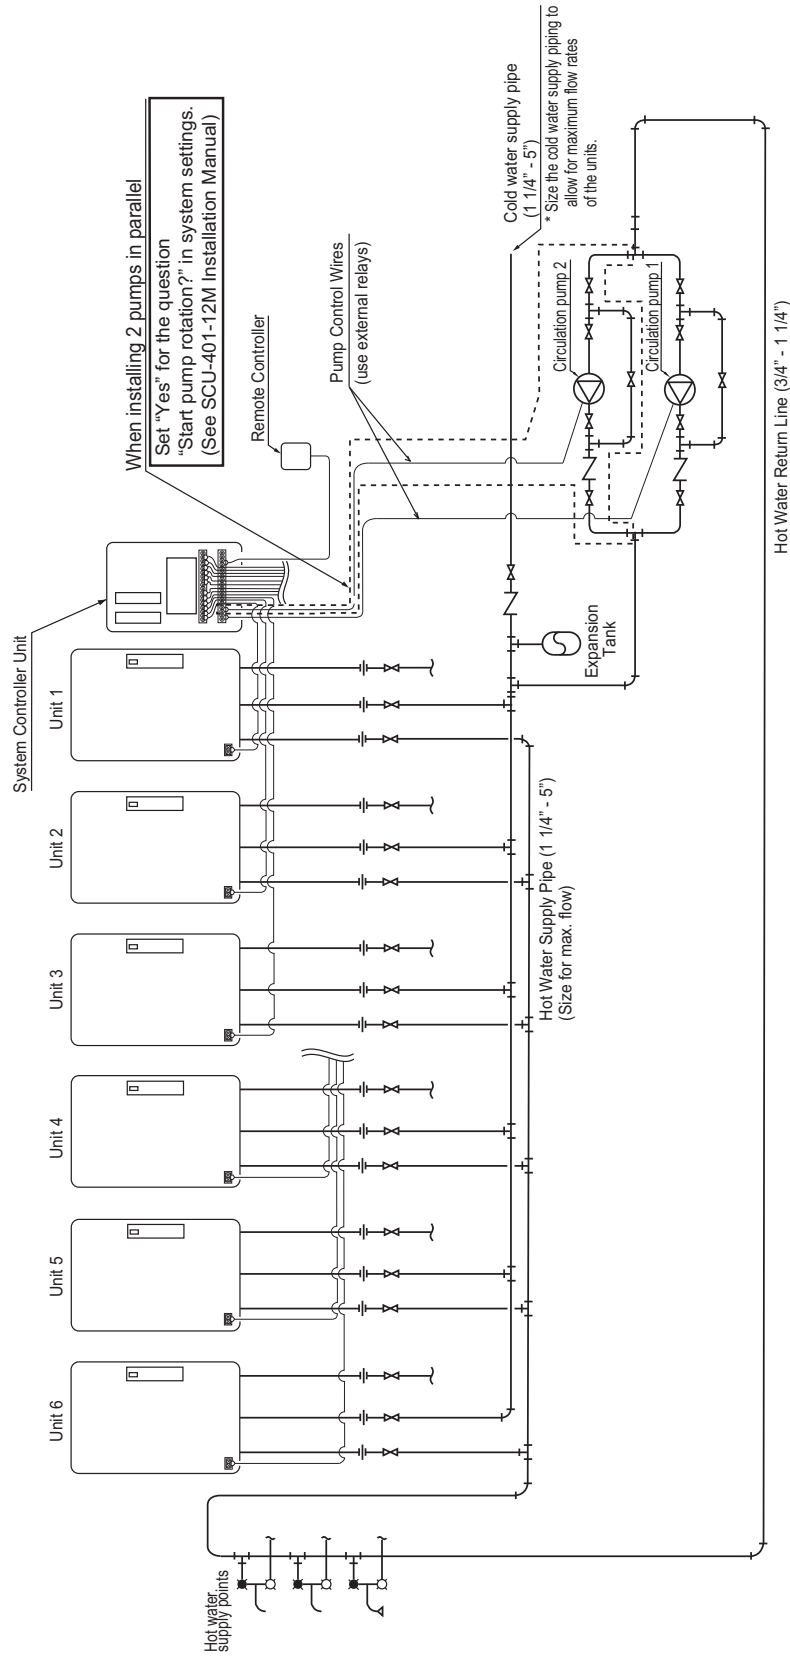 When installing 2 pumps in parallel
Set “Yes” for the question
“Start pump rotation?” in system settings.
(See SCU-401-12M Installation Manual)
System Controller Unit
Remote Controller
Pump Control Wires
(use external relays)
Cold water supply pipe
(1 1/4” - 5”)
* Size the cold water supply piping to
allow for maximum flow rates
of the units.
Unit 6
Unit 5
Unit 4
Unit 3
Unit 2
Unit 1
Circulation pump 2
Circulation pump 1
Expansion
Tank
Hot Water Supply Pipe (1 1/4” - 5”)
(Size for max. flow)
Hot water
supply points
Hot Water Return Line (3/4” - 1 1/4”)